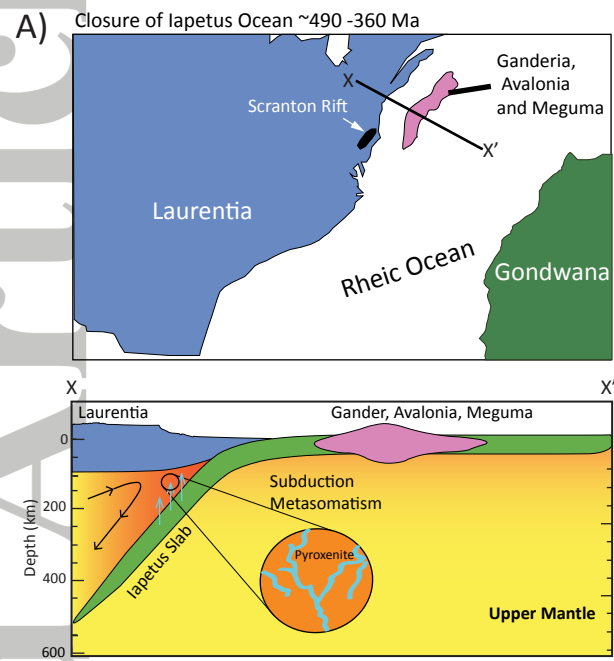 A) Closure of Iapetus Ocean ~490 -360 Ma
X
Ganderia,
Avalonia
and Meguma
Scranton Rift
X'
Laurentia
Rheic Ocean
Gondwana
X
X'
Laurentia
Gander, Avalonia, Meguma
0
200
400
600
Depth (km)
Subduction
Metasomatism
Iapetus Slab
Pyroxenite
Upper Mantle